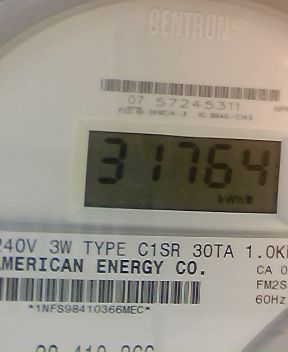 CENTRON®
07 57245311
31764
kWh
240V 3W TYPE C1SR 30TA 1.0K
AMERICAN ENERGY CO.
CA 0
FM2S
60Hz
*1NFS98410366MEC*